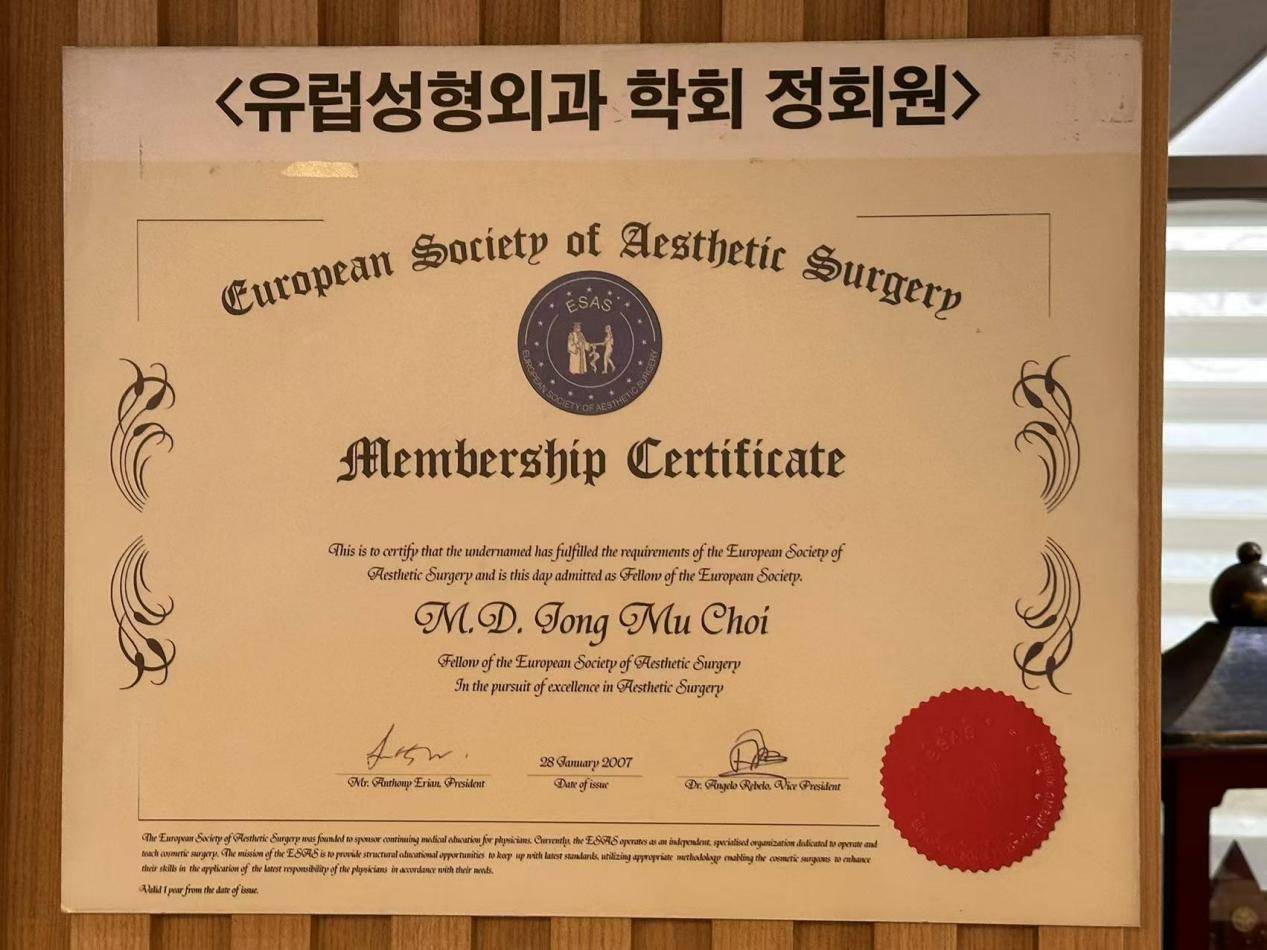 <유럽성형외과 학회 정회원>
European Society of Aesthetic Surgery
ESAS
EUROPEAN SOCIETY OF AESTHETIC SURGERY
Membership Certificate
This is to certify that the undernamed has fulfilled the requirements of the European Society of
Aesthetic Surgery and is this day admitted as Fellow of the European Society.
M.D. Jong Mu Choi
Fellow of the European Society of Aesthetic Surgery
In the pursuit of excellence in Aesthetic Surgery
28 January 2007
Mr. Anthony Erian, President
Date of issue
Dr. Angelo Rebelo, Vice President
ESAS
The European Society of Aesthetic Surgery was founded to sponsor continuing medical education for physicians. Currently, the ESAS operates as an independent, specialised organization dedicated to operate and
teach cosmetic surgery. The mission of the ESAS is to provide structural educational opportunities to keep up with latest standards, utilizing appropriate methodology enabling the cosmetic surgeons to enhance
their skills in the application of the latest responsibility of the physicians in accordance with their needs.
Valid 1 year from the date of issue.